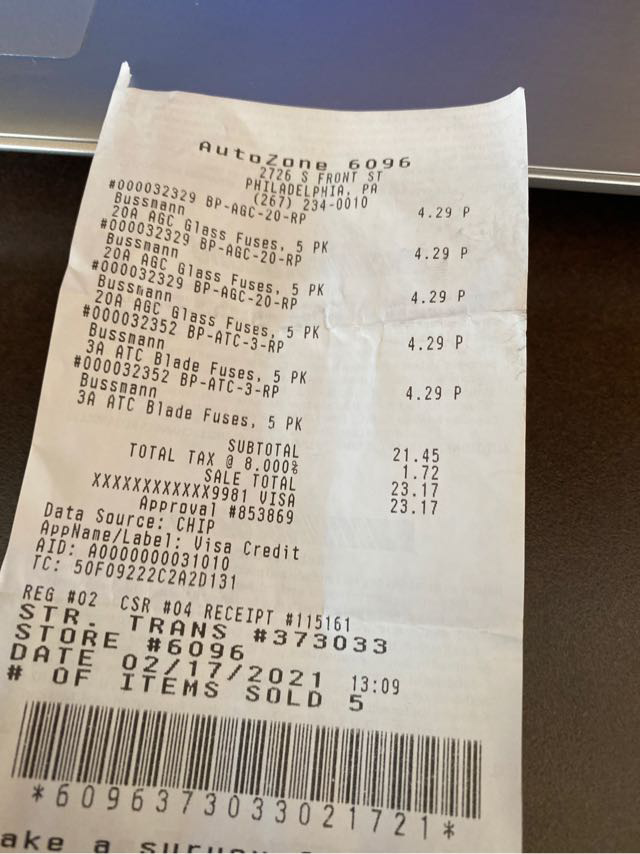 AutoZone 6096
2726 S FRONT ST
PHILADELPHIA, PA
(267) 234-0010
#000032329 BP-AGC-20-RP 4.29 P
Bussmann
20A AGC Glass Fuses, 5 PK
#000032329 BP-AGC-20-RP 4.29 P
Bussmann
20A AGC Glass Fuses, 5 PK
#000032329 BP-AGC-20-RP 4.29 P
Bussmann
20A AGC Glass Fuses, 5 PK
#000032352 BP-ATC-3-RP 4.29 P
Bussmann
3A ATC Blade Fuses, 5 PK
#000032352 BP-ATC-3-RP 4.29 P
Bussmann
3A ATC Blade Fuses, 5 PK
SUBTOTAL 21.45
TOTAL TAX @ 8.000% 1.72
SALE TOTAL 23.17
XXXXXXXXXXXX9981 VISA 23.17
Approval #853869
Data Source: CHIP
AppName/Label: Visa Credit
AID: A0000000031010
TC: 50F09222C2A2D131
REG #02 CSR #04 RECEIPT #115161
STR. TRANS #373033
STORE #6096
DATE 02/17/2021 13:09
# OF ITEMS SOLD 5
*6096373033021721*
ake a survey